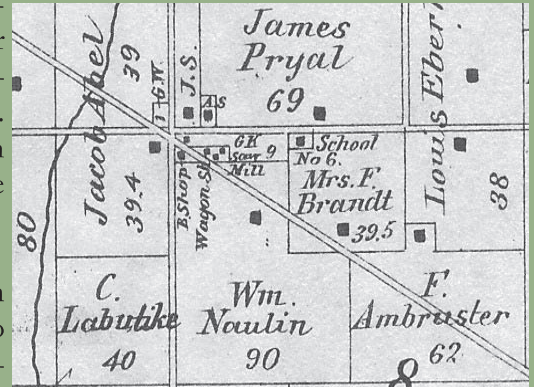 James
Pryal
69
J.S.
A S
G.W.
1
39
Jacob Abel
39.4
80
G K
Saw 9
Mill
B.Shop
Wagon Sh
School
No 6.
Mrs. F.
Brandt
39.5
Louis Eber
38
C.
Labutike
40
Wm.
Naulin
90
F.
Ambruster
62
8